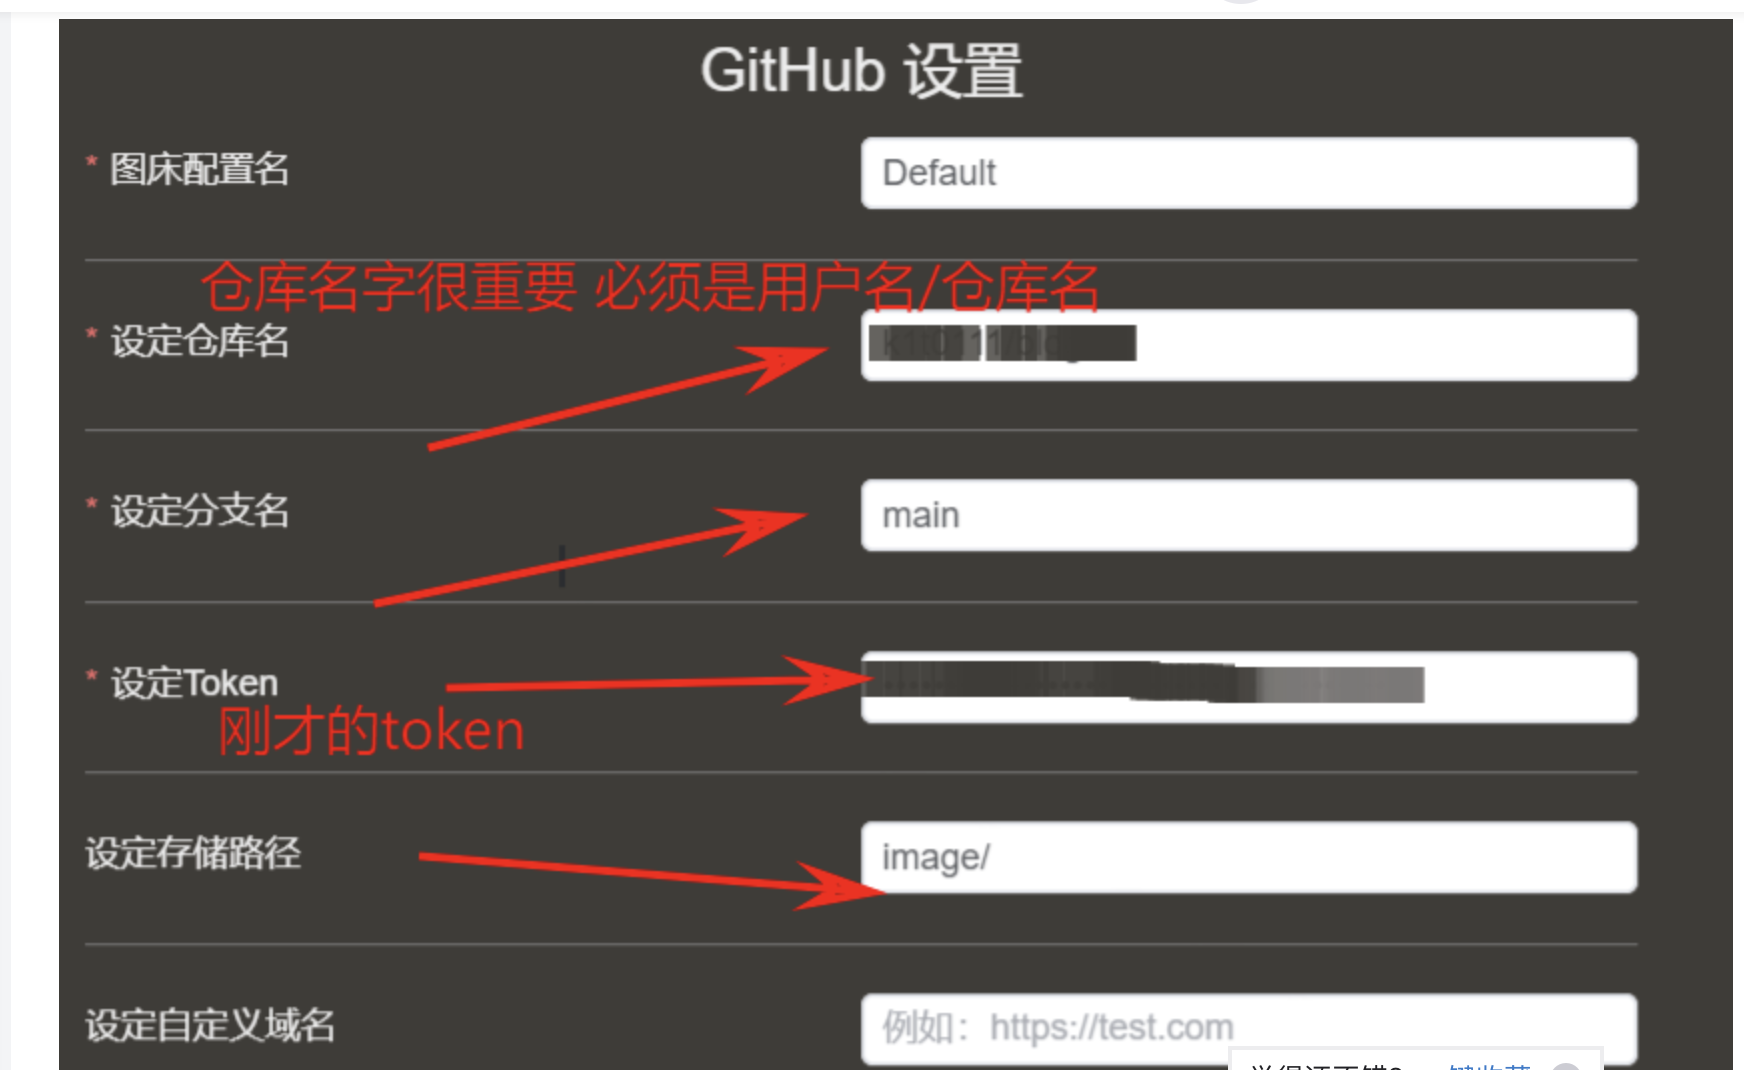 GitHub 设置
* 图床配置名
Default
仓库名字很重要 必须是用户名/仓库名
* 设定仓库名
* 设定分支名
main
* 设定Token
刚才的token
设定存储路径
image/
设定自定义域名
例如：https://test.com